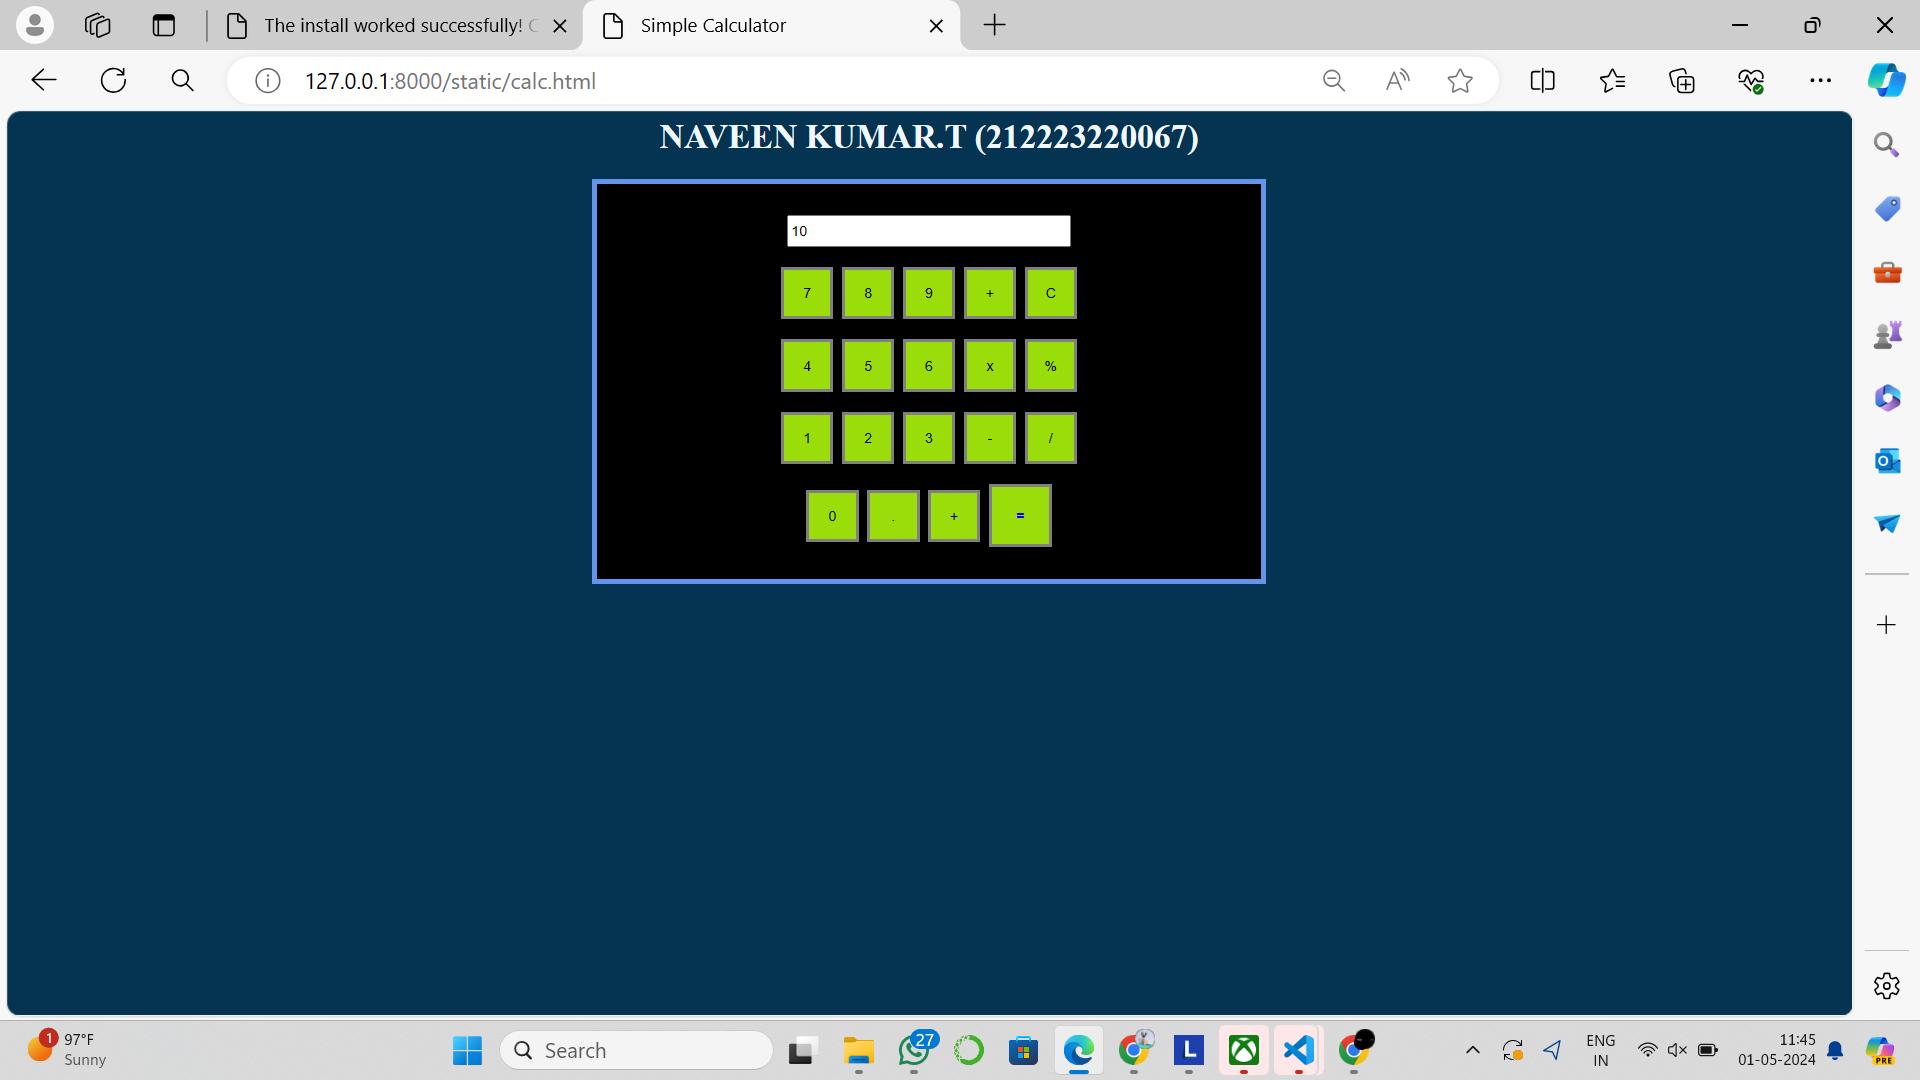 The install worked successfully! C
Simple Calculator
127.0.0.1:8000/static/calc.html
NAVEEN KUMAR.T (212223220067)
10
7 8 9 + C
4 5 6 x %
1 2 3 - /
0 . + =
1
97°F
Sunny
Search
27
L
ENG
IN
11:45
01-05-2024
PRE